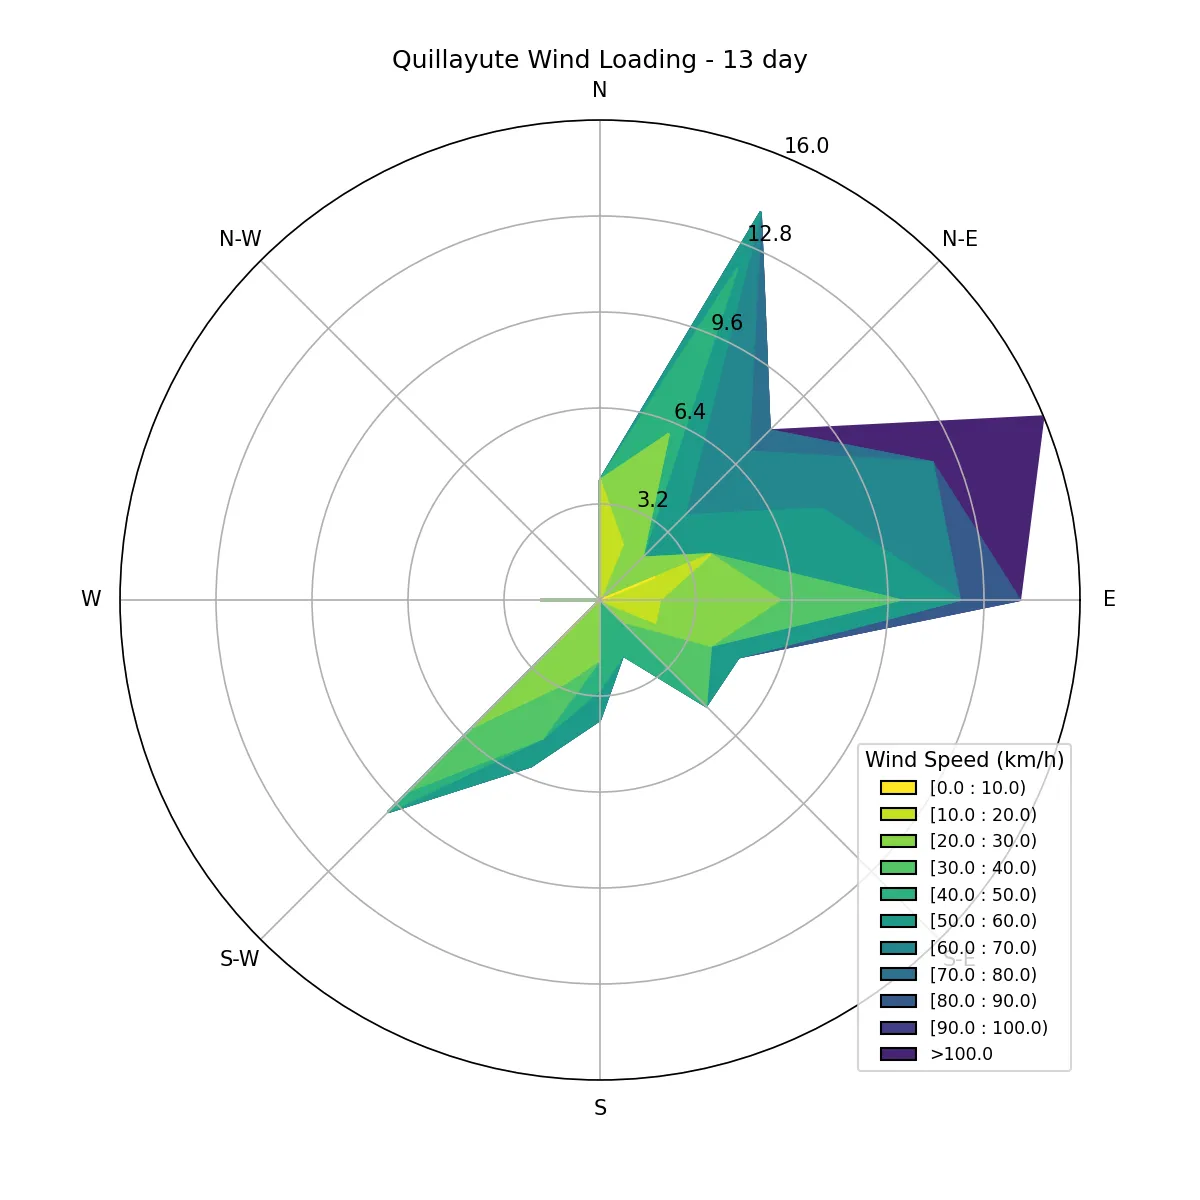 Quillayute Wind Loading - 13 day
N
16.0
12.8
N-W
N-E
9.6
6.4
3.2
W
E
Wind Speed (km/h)
[0.0 : 10.0)
[10.0 : 20.0)
[20.0 : 30.0)
[30.0 : 40.0)
[40.0 : 50.0)
[50.0 : 60.0)
[60.0 : 70.0)
[70.0 : 80.0)
[80.0 : 90.0)
[90.0 : 100.0)
>100.0
S-W
S-E
S